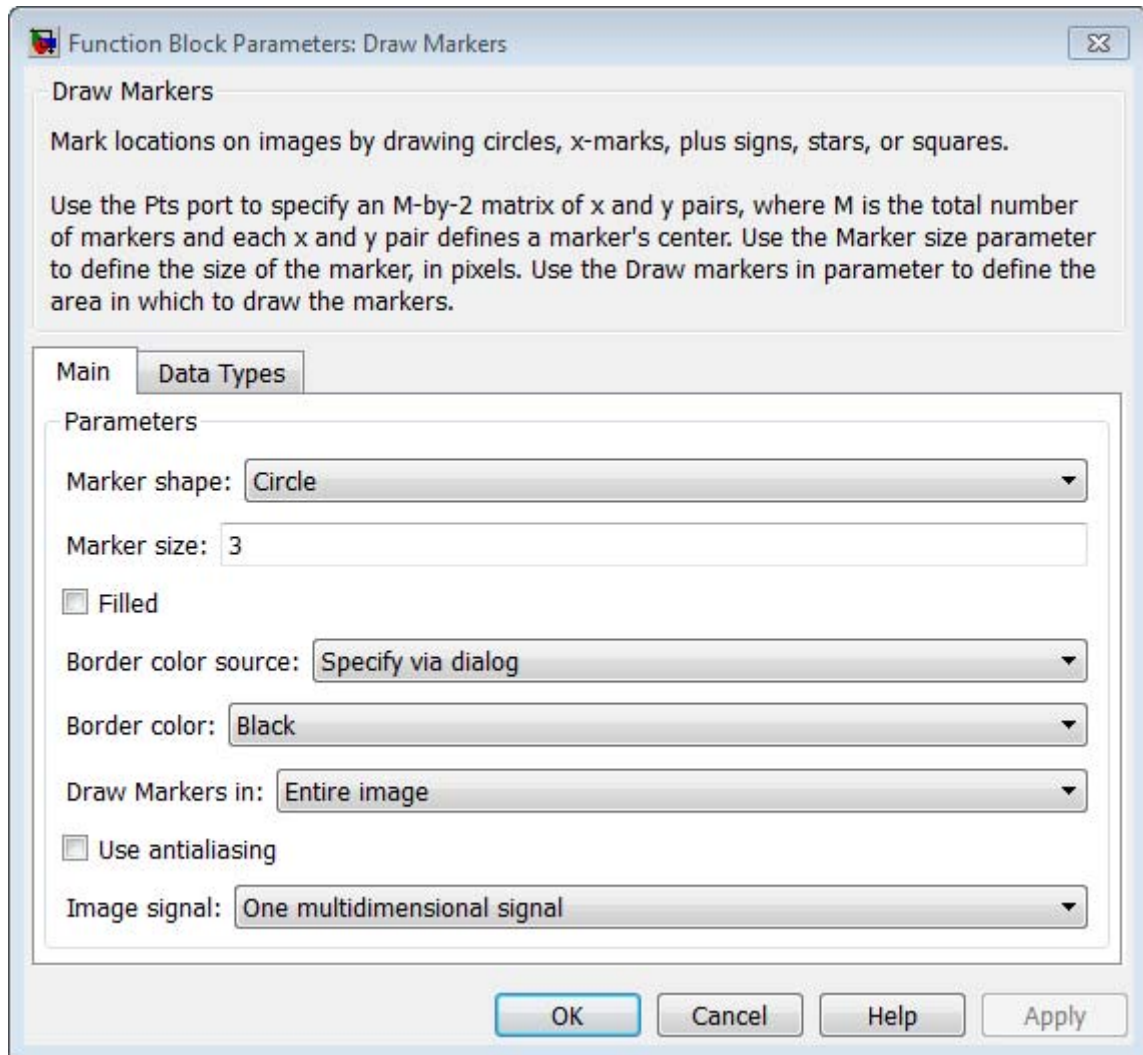 Function Block Parameters: Draw Markers
Draw Markers
Mark locations on images by drawing circles, x-marks, plus signs, stars, or squares.
Use the Pts port to specify an M-by-2 matrix of x and y pairs, where M is the total number
of markers and each x and y pair defines a marker's center. Use the Marker size parameter
to define the size of the marker, in pixels. Use the Draw markers in parameter to define the
area in which to draw the markers.
Main Data Types
Parameters
Marker shape: Circle
Marker size: 3
Filled
Border color source: Specify via dialog
Border color: Black
Draw Markers in: Entire image
Use antialiasing
Image signal: One multidimensional signal
OK Cancel Help Apply